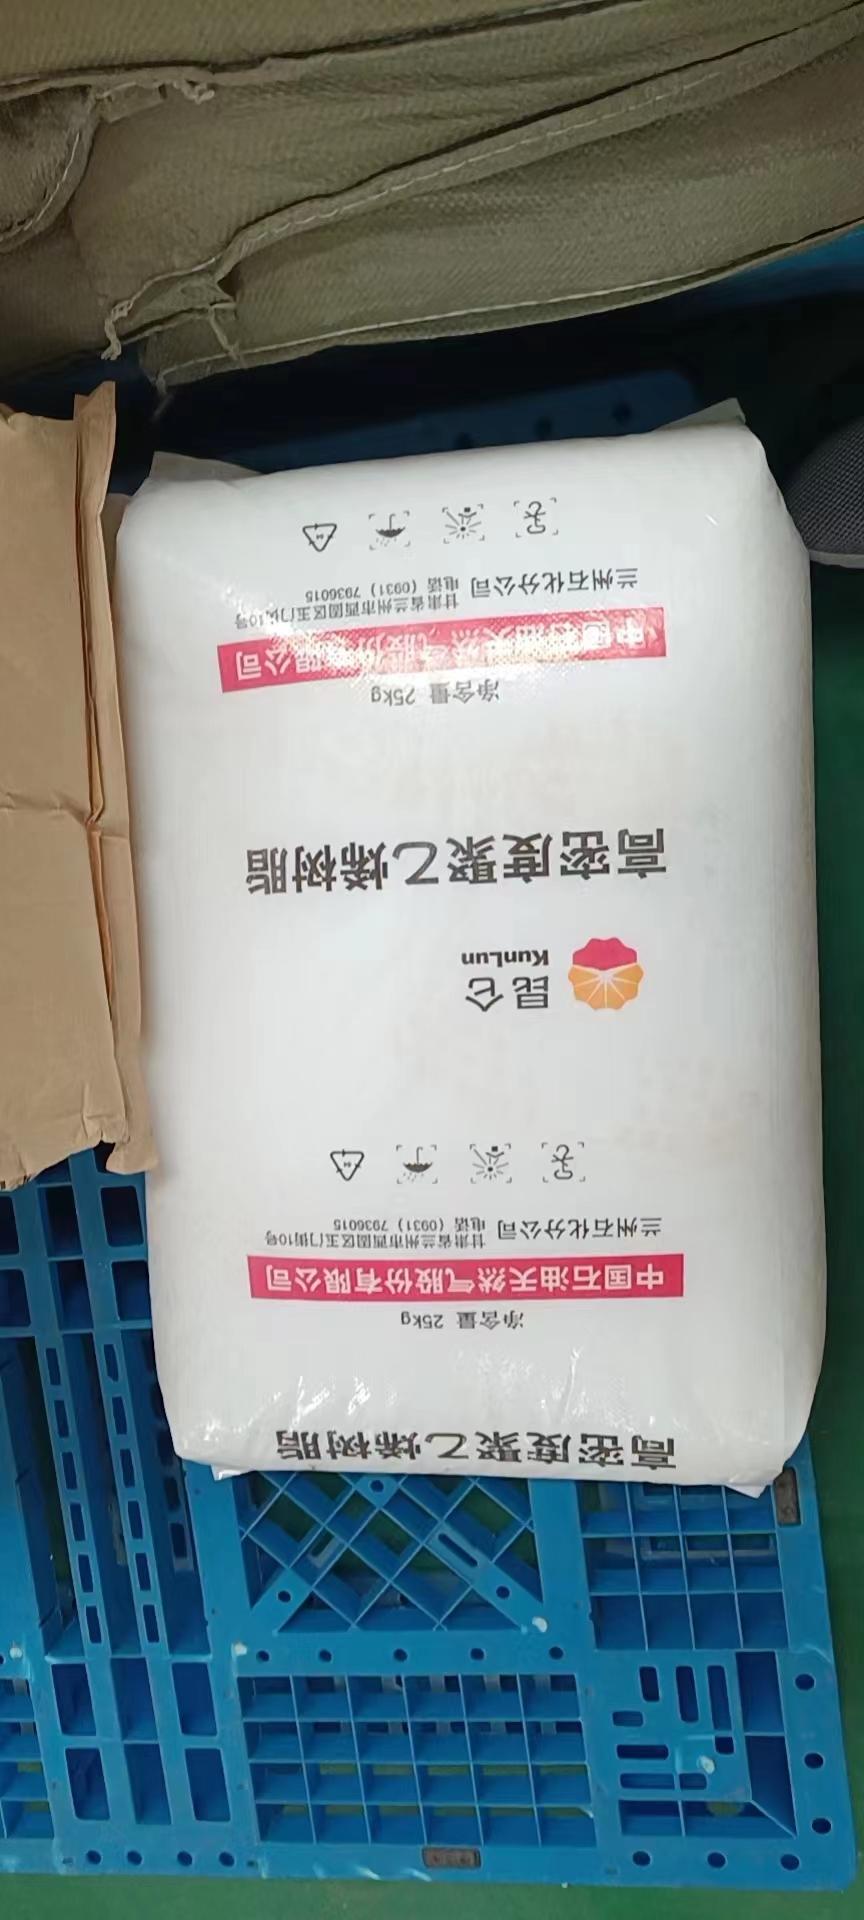 高密度聚乙烯树脂
净含量 25kg
中国石油天然气股份有限公司
兰州石化分公司
甘肃省兰州市西固区玉门街10号
电话 (0931) 7936015
昆仑
KunLun
高密度聚乙烯树脂
净含量 25kg
中国石油天然气股份有限公司
兰州石化分公司
甘肃省兰州市西固区玉门街10号
电话 (0931) 7936015